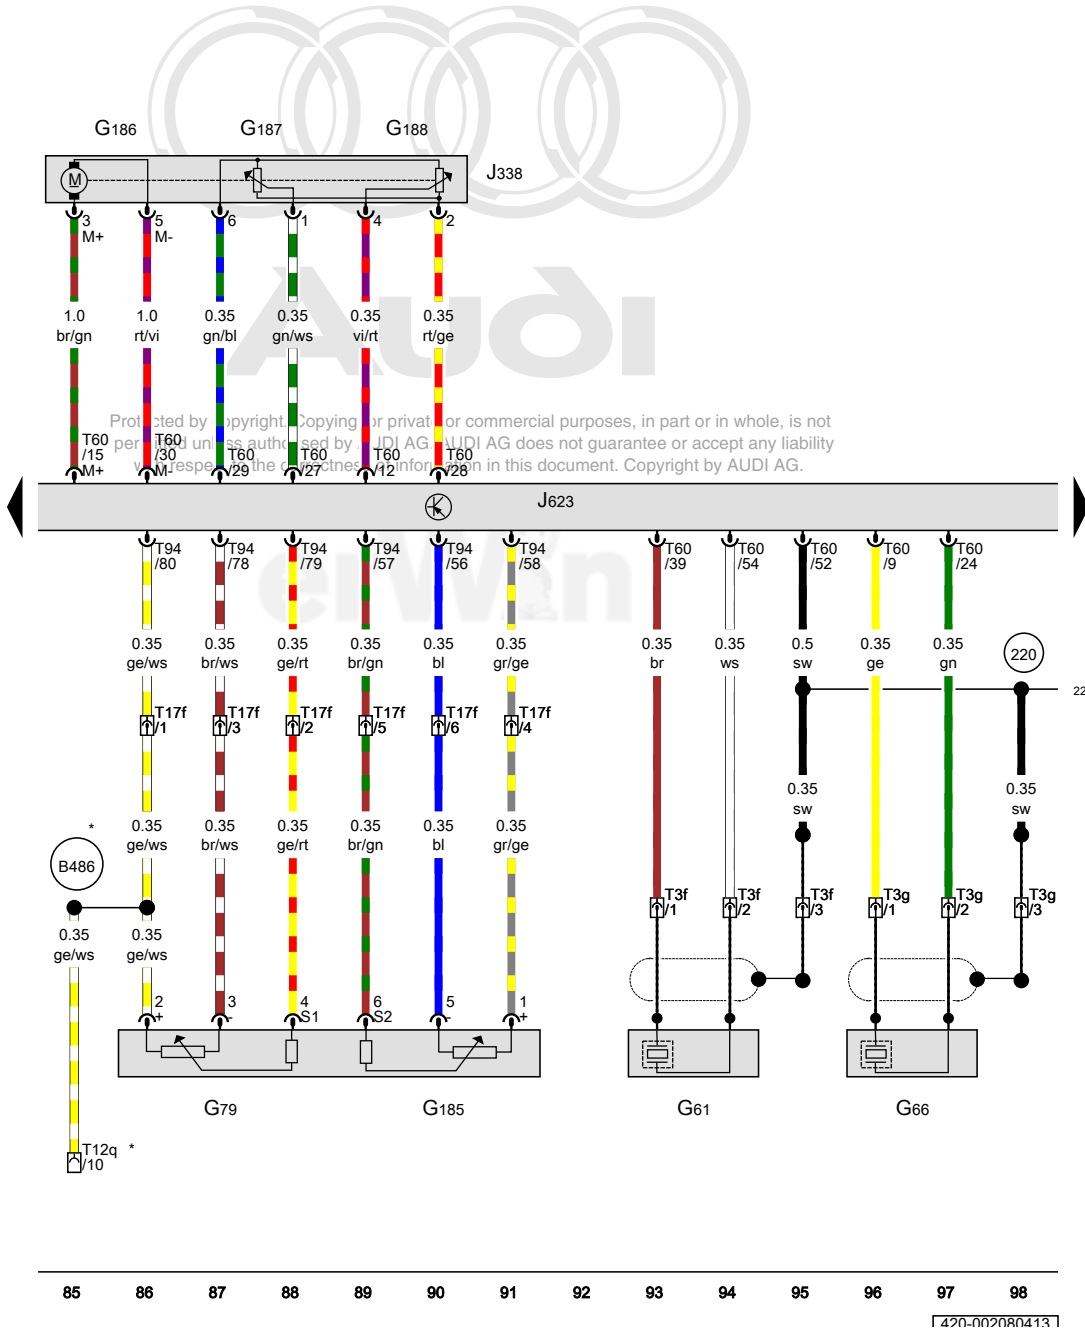 G186 G187 G188
J338
3 5 6 1 4 2
M+ M-
1.0 1.0 0.35 0.35 0.35 0.35
br/gn rt/vi gn/bl gn/ws vi/rt rt/ge
Audi
Protected by copyright. Copying for private or commercial purposes, in part or in whole, is not
permitted unless authorised by AUDI AG. AUDI AG does not guarantee or accept any liability
with respect to the correctness of information in this document. Copyright by AUDI AG.
T60 T60 T60 T60 T60 T60
/15 /30 /29 /27 /12 /28
M+ M-
J623
T94 T94 T94 T94 T94 T94 T60 T60 T60 T60 T60
/80 /78 /79 /57 /56 /58 /39 /54 /52 /9 /24
erWin
0.35 0.35 0.35 0.35 0.35 0.35 0.35 0.35 0.5 0.35 0.35
ge/ws br/ws ge/rt br/gn bl gr/ge br ws sw ge gn
220
22
T17f T17f T17f T17f T17f T17f
/1 /3 /2 /5 /6 /4
0.35 0.35
sw sw
*
0.35 0.35 0.35 0.35 0.35 0.35
ge/ws br/ws ge/rt br/gn bl gr/ge
B486
T3f T3f T3f T3g T3g T3g
/1 /2 /3 /1 /2 /3
0.35 0.35
ge/ws ge/ws
2 3 4 6 5 1
+ - S1 S2 - +
G79 G185 G61 G66
T12q *
/10
85 86 87 88 89 90 91 92 93 94 95 96 97 98
420-002080413